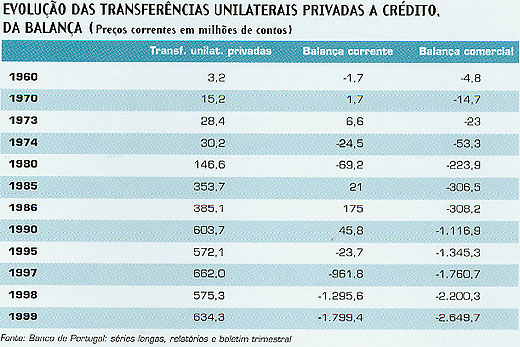 EVOLUÇÃO DAS TRANSFERÊNCIAS UNILATERAIS PRIVADAS A CRÉDITO,
DA BALANÇA (Preços correntes em milhões de contos)
Transf. unilat. privadas Balança corrente Balança comercial
1960 3,2 -1,7 -4,8
1970 15,2 1,7 -14,7
1973 28,4 6,6 -23
1974 30,2 -24,5 -53,3
1980 146,6 -69,2 -223,9
1985 353,7 21 -306,5
1986 385,1 175 -308,2
1990 603,7 45,8 -1.116,9
1995 572,1 -23,7 -1.345,3
1997 662,0 -961,8 -1.760,7
1998 575,3 -1.295,6 -2.200,3
1999 634,3 -1.799,4 -2.649,7
Fonte: Banco de Portugal: séries longas, relatórios e boletim trimestral